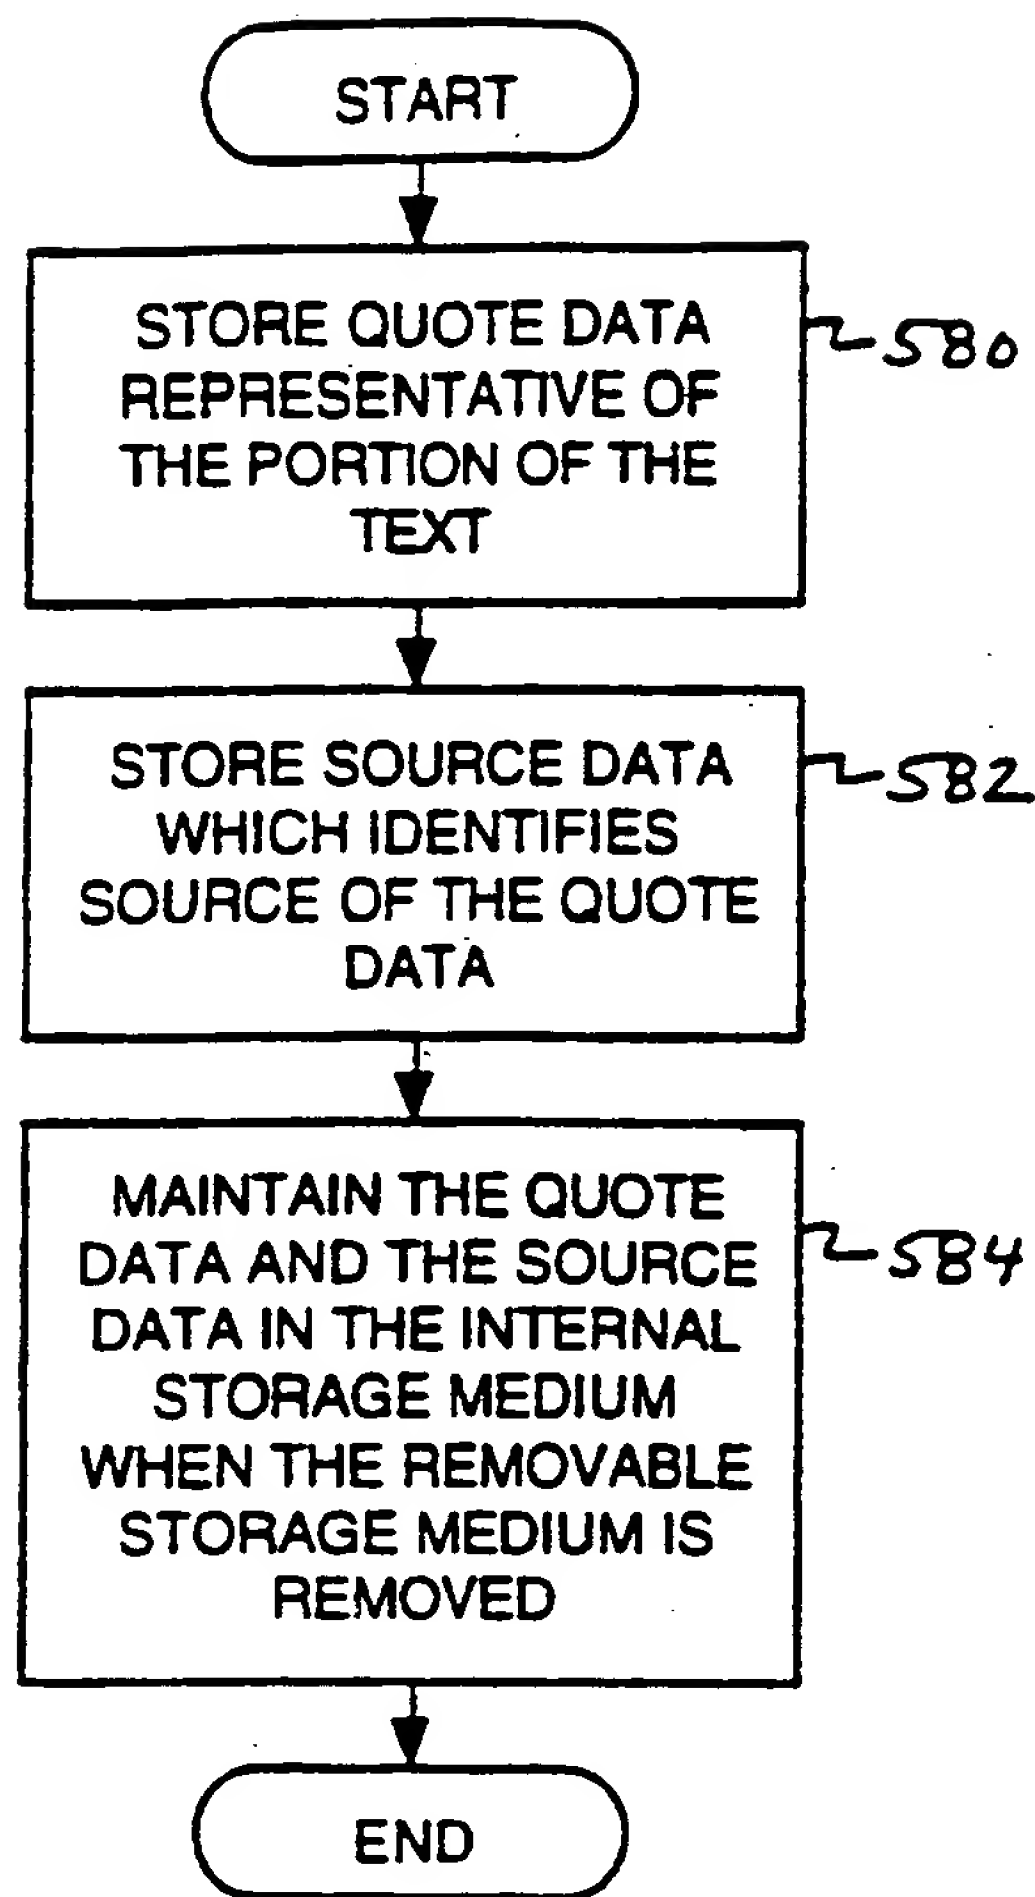 START
STORE QUOTE DATA
REPRESENTATIVE OF
THE PORTION OF THE
TEXT
580
STORE SOURCE DATA
WHICH IDENTIFIES
SOURCE OF THE QUOTE
DATA
582
MAINTAIN THE QUOTE
DATA AND THE SOURCE
DATA IN THE INTERNAL
STORAGE MEDIUM
WHEN THE REMOVABLE
STORAGE MEDIUM IS
REMOVED
584
END